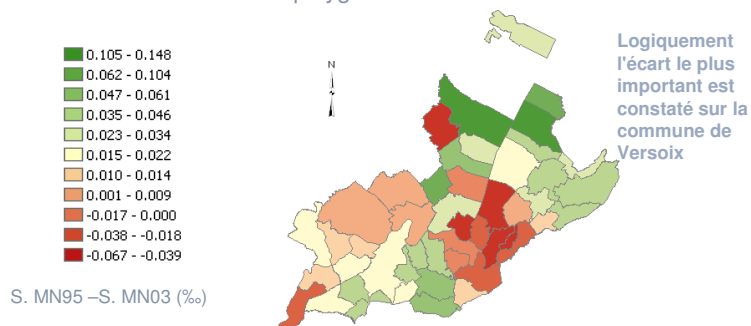 0.105 - 0.148
0.062 - 0.104
0.047 - 0.061
0.035 - 0.046
0.023 - 0.034
0.015 - 0.022
0.010 - 0.014
0.001 - 0.009
-0.017 - 0.000
-0.038 - -0.018
-0.067 - -0.039
S. MN95 –S. MN03 (‰)
N
Logiquement
l'écart le plus
important est
constaté sur la
commune de
Versoix